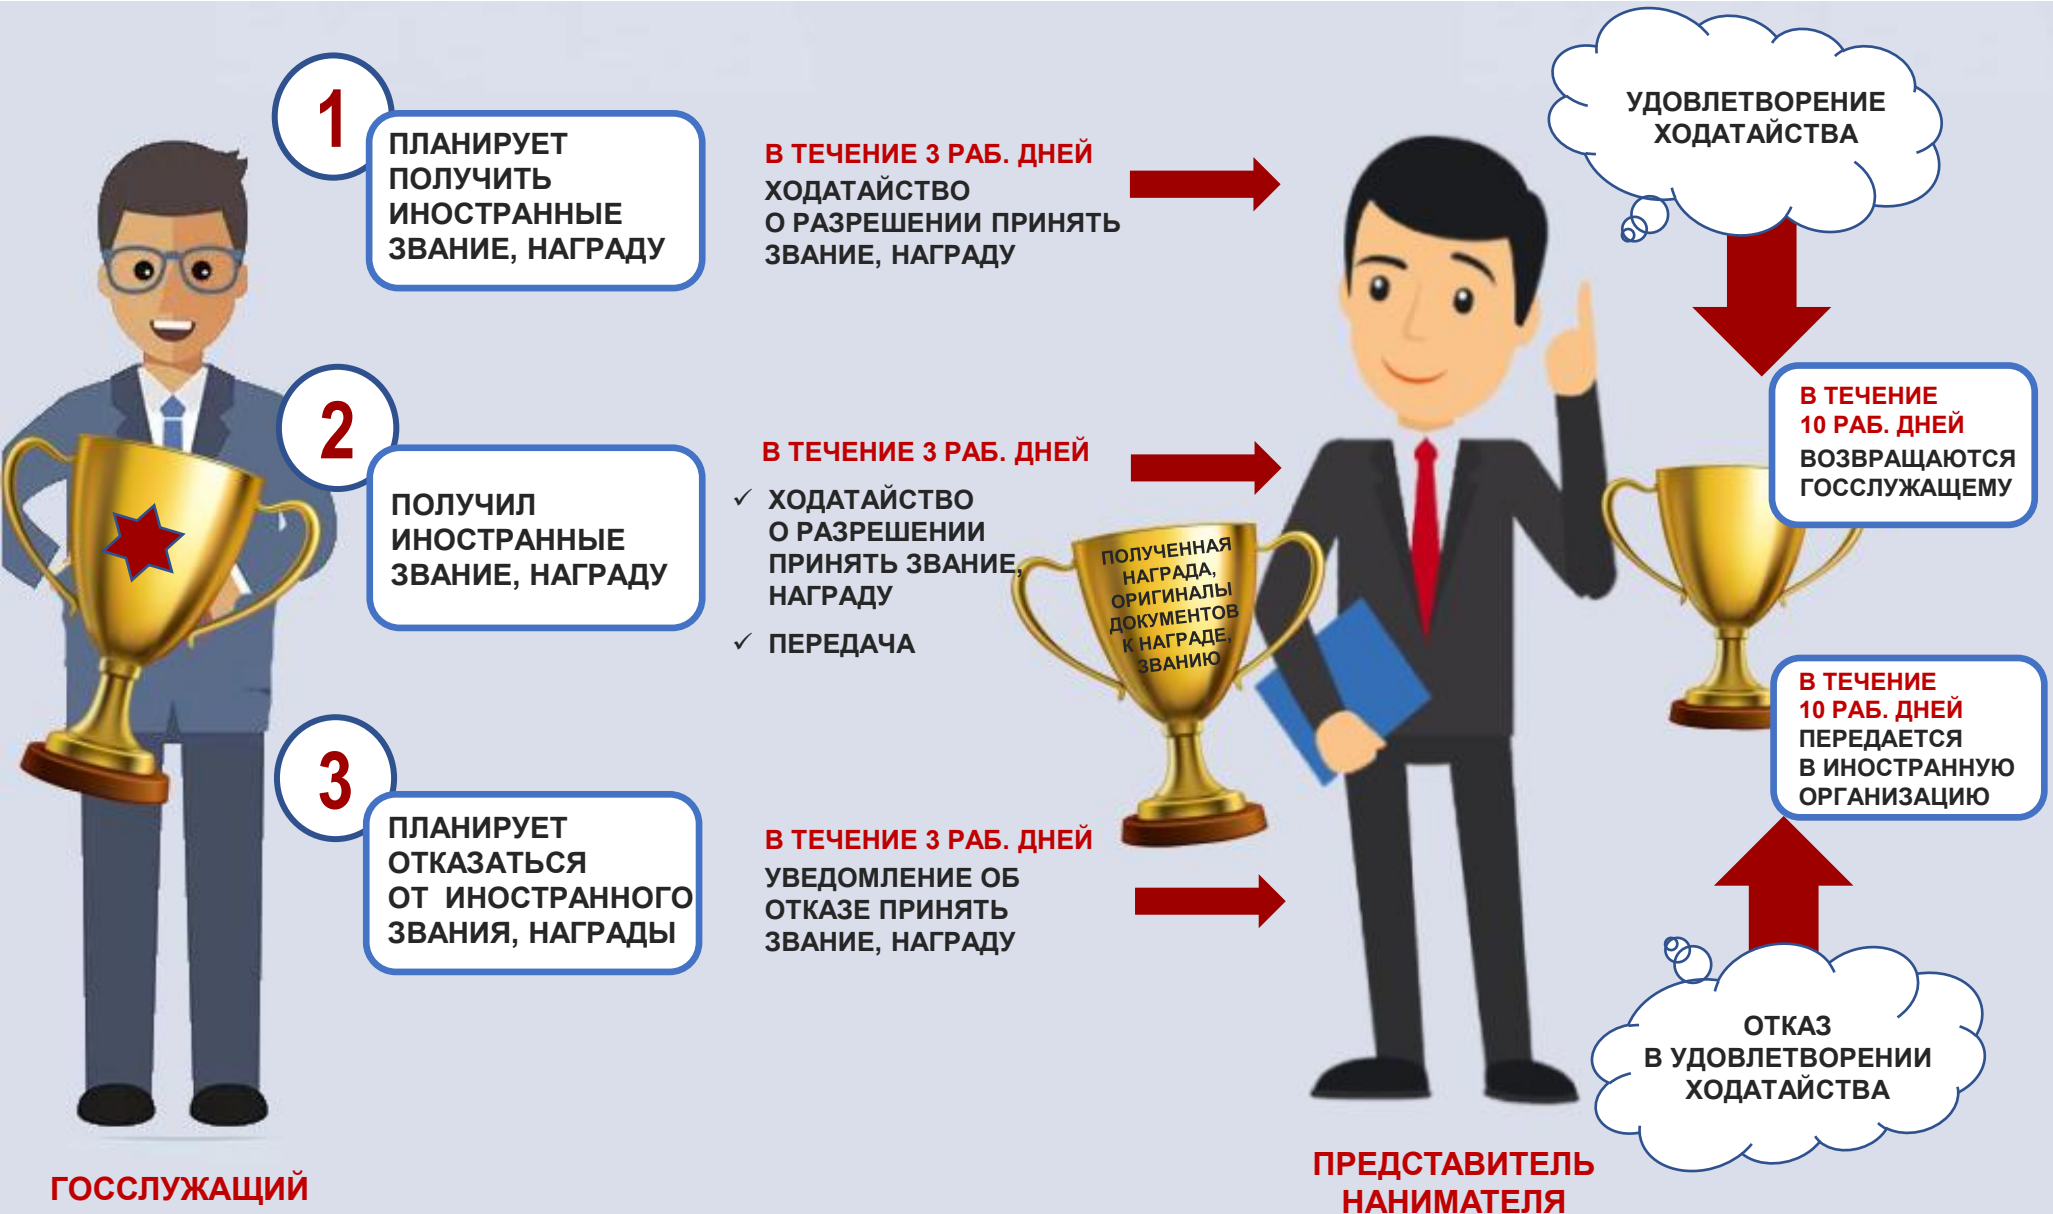 1
ПЛАНИРУЕТ
ПОЛУЧИТЬ
ИНОСТРАННЫЕ
ЗВАНИЕ, НАГРАДУ
В ТЕЧЕНИЕ 3 РАБ. ДНЕЙ
ХОДАТАЙСТВО
О РАЗРЕШЕНИИ ПРИНЯТЬ
ЗВАНИЕ, НАГРАДУ
2
ПОЛУЧИЛ
ИНОСТРАННЫЕ
ЗВАНИЕ, НАГРАДУ
В ТЕЧЕНИЕ 3 РАБ. ДНЕЙ
✓ ХОДАТАЙСТВО
О РАЗРЕШЕНИИ
ПРИНЯТЬ ЗВАНИЕ,
НАГРАДУ
✓ ПЕРЕДАЧА
ПОЛУЧЕННАЯ
НАГРАДА,
ОРИГИНАЛЫ
ДОКУМЕНТОВ
К НАГРАДЕ,
ЗВАНИЮ
3
ПЛАНИРУЕТ
ОТКАЗАТЬСЯ
ОТ ИНОСТРАННОГО
ЗВАНИЯ, НАГРАДЫ
В ТЕЧЕНИЕ 3 РАБ. ДНЕЙ
УВЕДОМЛЕНИЕ ОБ
ОТКАЗЕ ПРИНЯТЬ
ЗВАНИЕ, НАГРАДУ
УДОВЛЕТВОРЕНИЕ
ХОДАТАЙСТВА
В ТЕЧЕНИЕ
10 РАБ. ДНЕЙ
ВОЗВРАЩАЮТСЯ
ГОССЛУЖАЩЕМУ
В ТЕЧЕНИЕ
10 РАБ. ДНЕЙ
ПЕРЕДАЕТСЯ
В ИНОСТРАННУЮ
ОРГАНИЗАЦИЮ
ОТКАЗ
В УДОВЛЕТВОРЕНИИ
ХОДАТАЙСТВА
ГОССЛУЖАЩИЙ
ПРЕДСТАВИТЕЛЬ
НАНИМАТЕЛЯ